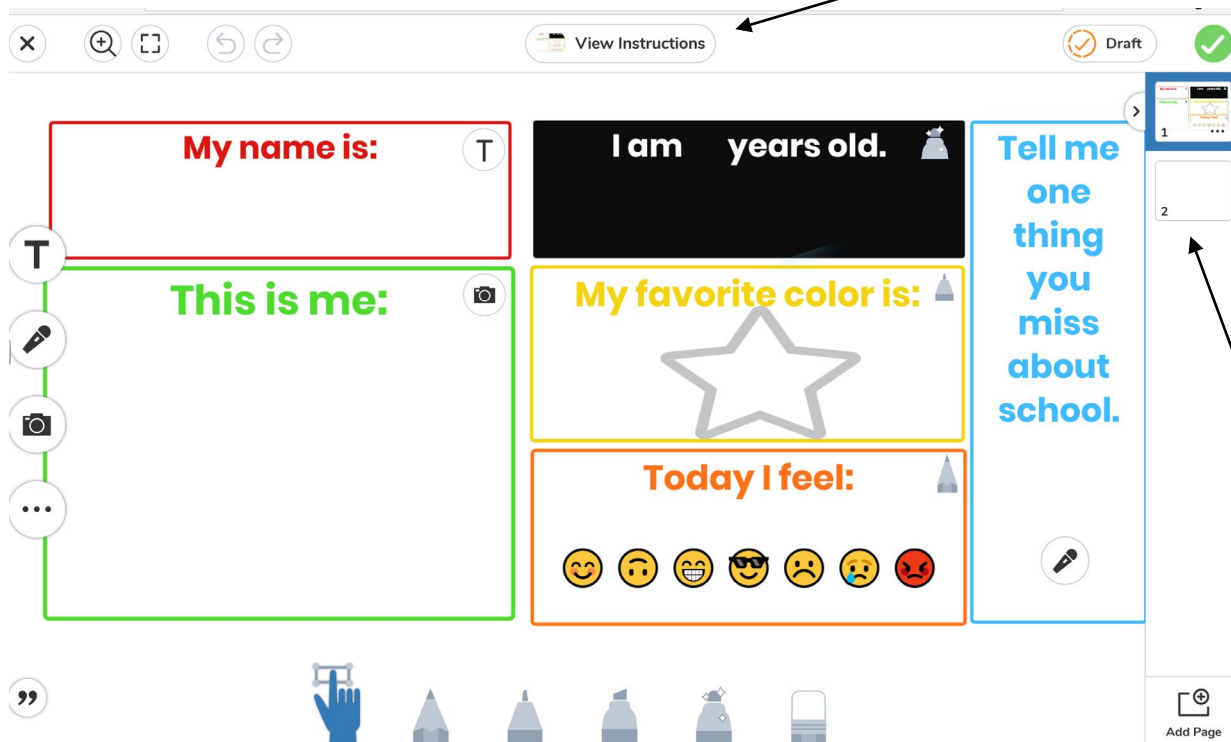 View Instructions
Draft
My name is:
T
I am years old.
Tell me
one
thing
you
miss
about
school.
1
2
T
This is me:
My favorite color is:
Today I feel:
Add Page